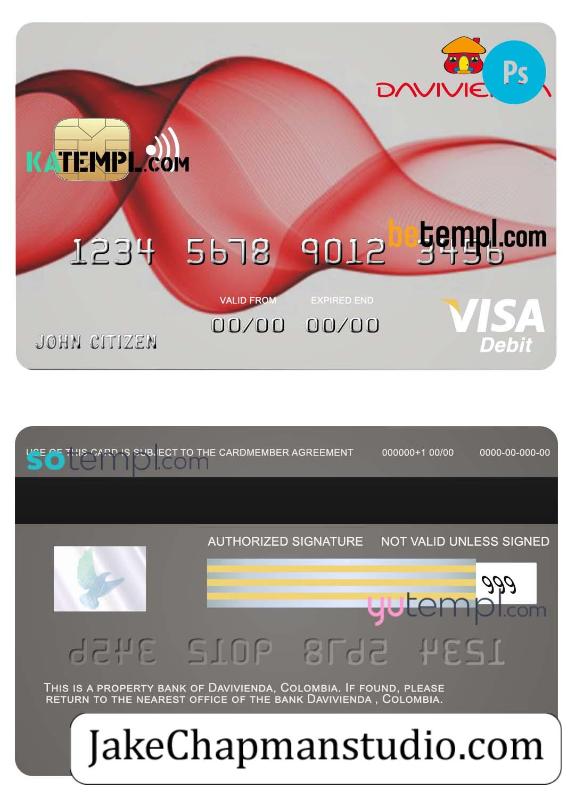 DAVIVIE A
Ps
KATEMPL.COM
betempl.com
1234 5678 9012 3456
VALID FROM EXPIRED END
00/00 00/00
JOHN CITIZEN
VISA
Debit
USE OF THIS CARD IS SUBJECT TO THE CARDMEMBER AGREEMENT 000000+1 00/00 0000-00-000-00
sotempl.com
AUTHORIZED SIGNATURE NOT VALID UNLESS SIGNED
999
yutempl.com
THIS IS A PROPERTY BANK OF DAVIVIENDA, COLOMBIA. IF FOUND, PLEASE
RETURN TO THE NEAREST OFFICE OF THE BANK DAVIVIENDA , COLOMBIA.
JakeChapmanstudio.com